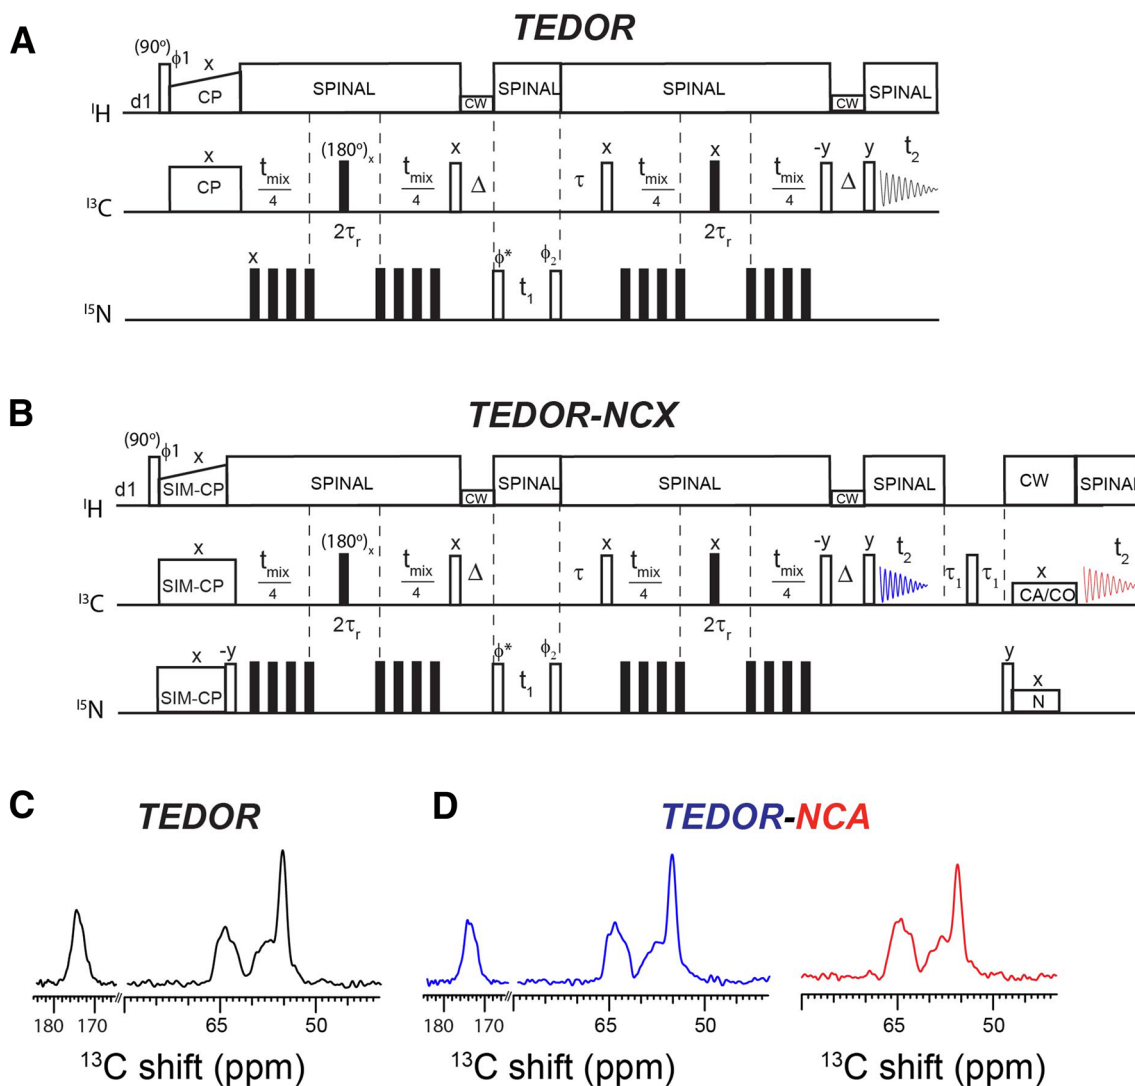 A
TEDOR
(90°) ϕ1 x
d1 CP SPINAL CW SPINAL SPINAL CW SPINAL
¹H
x (180°)x x x x -y y t₂
CP tmix/4 tmix/4 Δ τ tmix/4 tmix/4 Δ
¹³C
2τr 2τr
x ϕ* t₁ ϕ₂
¹⁵N
B
TEDOR-NCX
(90°) ϕ1 x
d1 SIM-CP SPINAL CW SPINAL SPINAL CW SPINAL CW SPINAL
¹H
x (180°)x x x x -y y t₂ τ₁ τ₁ x t₂
SIM-CP tmix/4 tmix/4 Δ τ tmix/4 tmix/4 Δ CA/CO
¹³C
2τr 2τr
x -y ϕ* t₁ ϕ₂ y x
SIM-CP N
¹⁵N
C
TEDOR
180 170 65 50
¹³C shift (ppm)
D
TEDOR-NCA
180 170 65 50
¹³C shift (ppm)
65 50
¹³C shift (ppm)